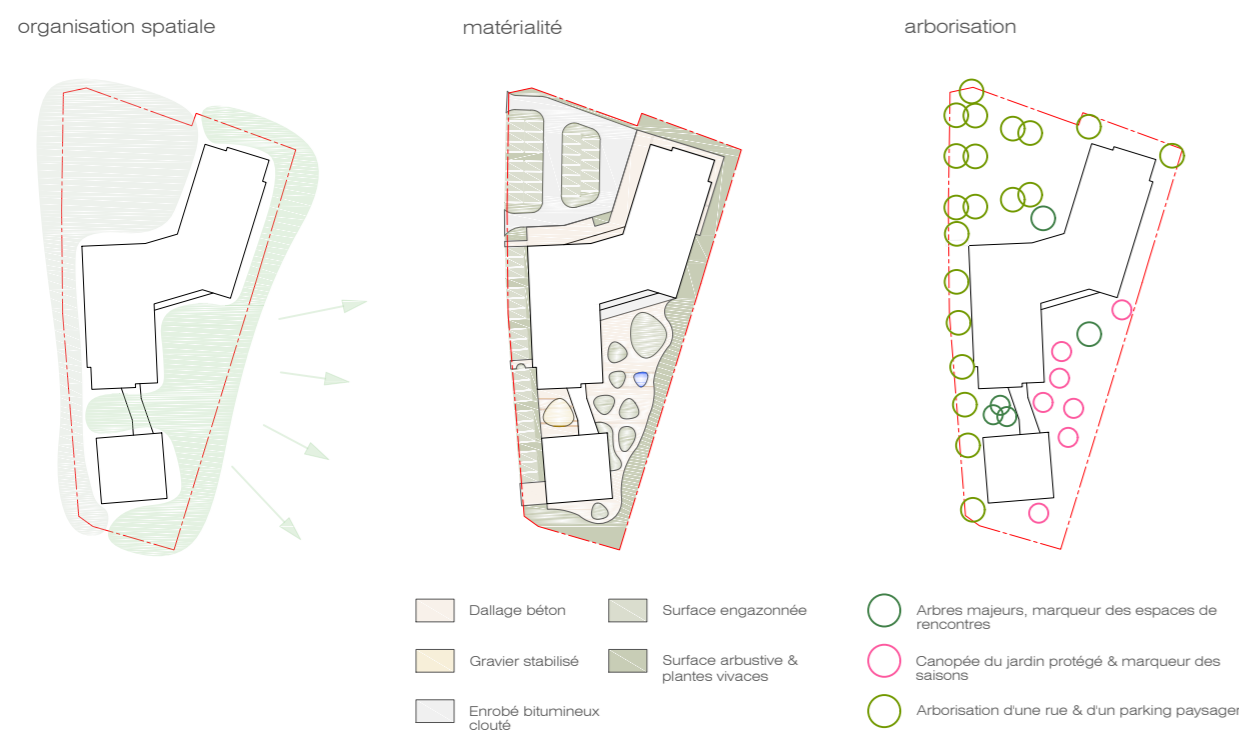 organisation spatiale
matérialité
arborisation
Dallage béton
Gravier stabilisé
Enrobé bitumineux
clouté
Surface engazonnée
Surface arbustive &
plantes vivaces
Arbres majeurs, marqueur des espaces de
rencontres
Canopée du jardin protégé & marqueur des
saisons
Arborisation d'une rue & d'un parking paysager